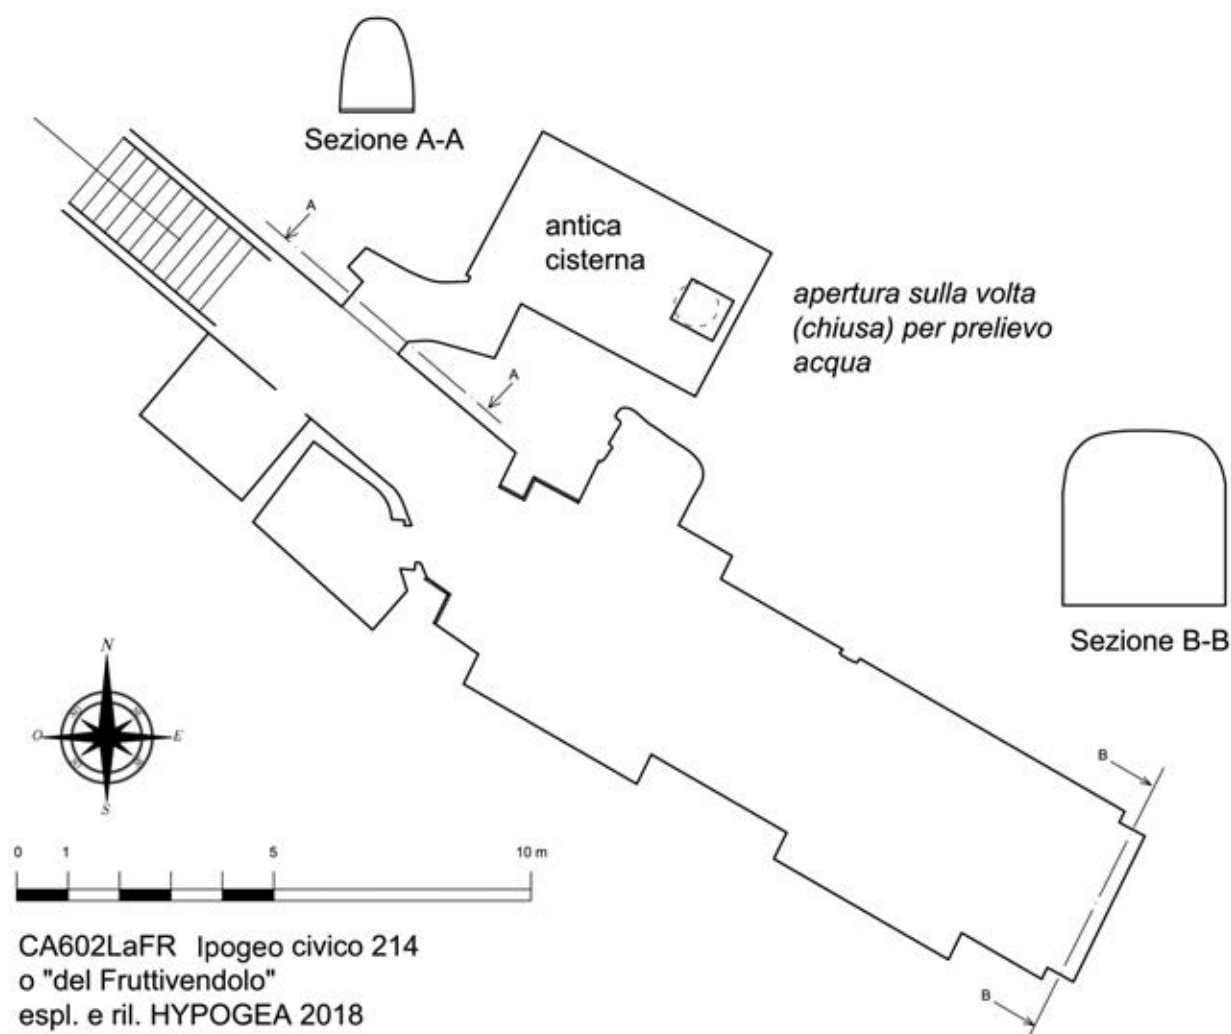 Sezione A-A
A
antica
cisterna
apertura sulla volta
(chiusa) per prelievo
acqua
A
Sezione B-B
N
O
E
S
B
B
0 1 5 10 m
CA602LaFR Ipogeo civico 214
o "del Fruttivendolo"
espl. e ril. HYPOGEA 2018